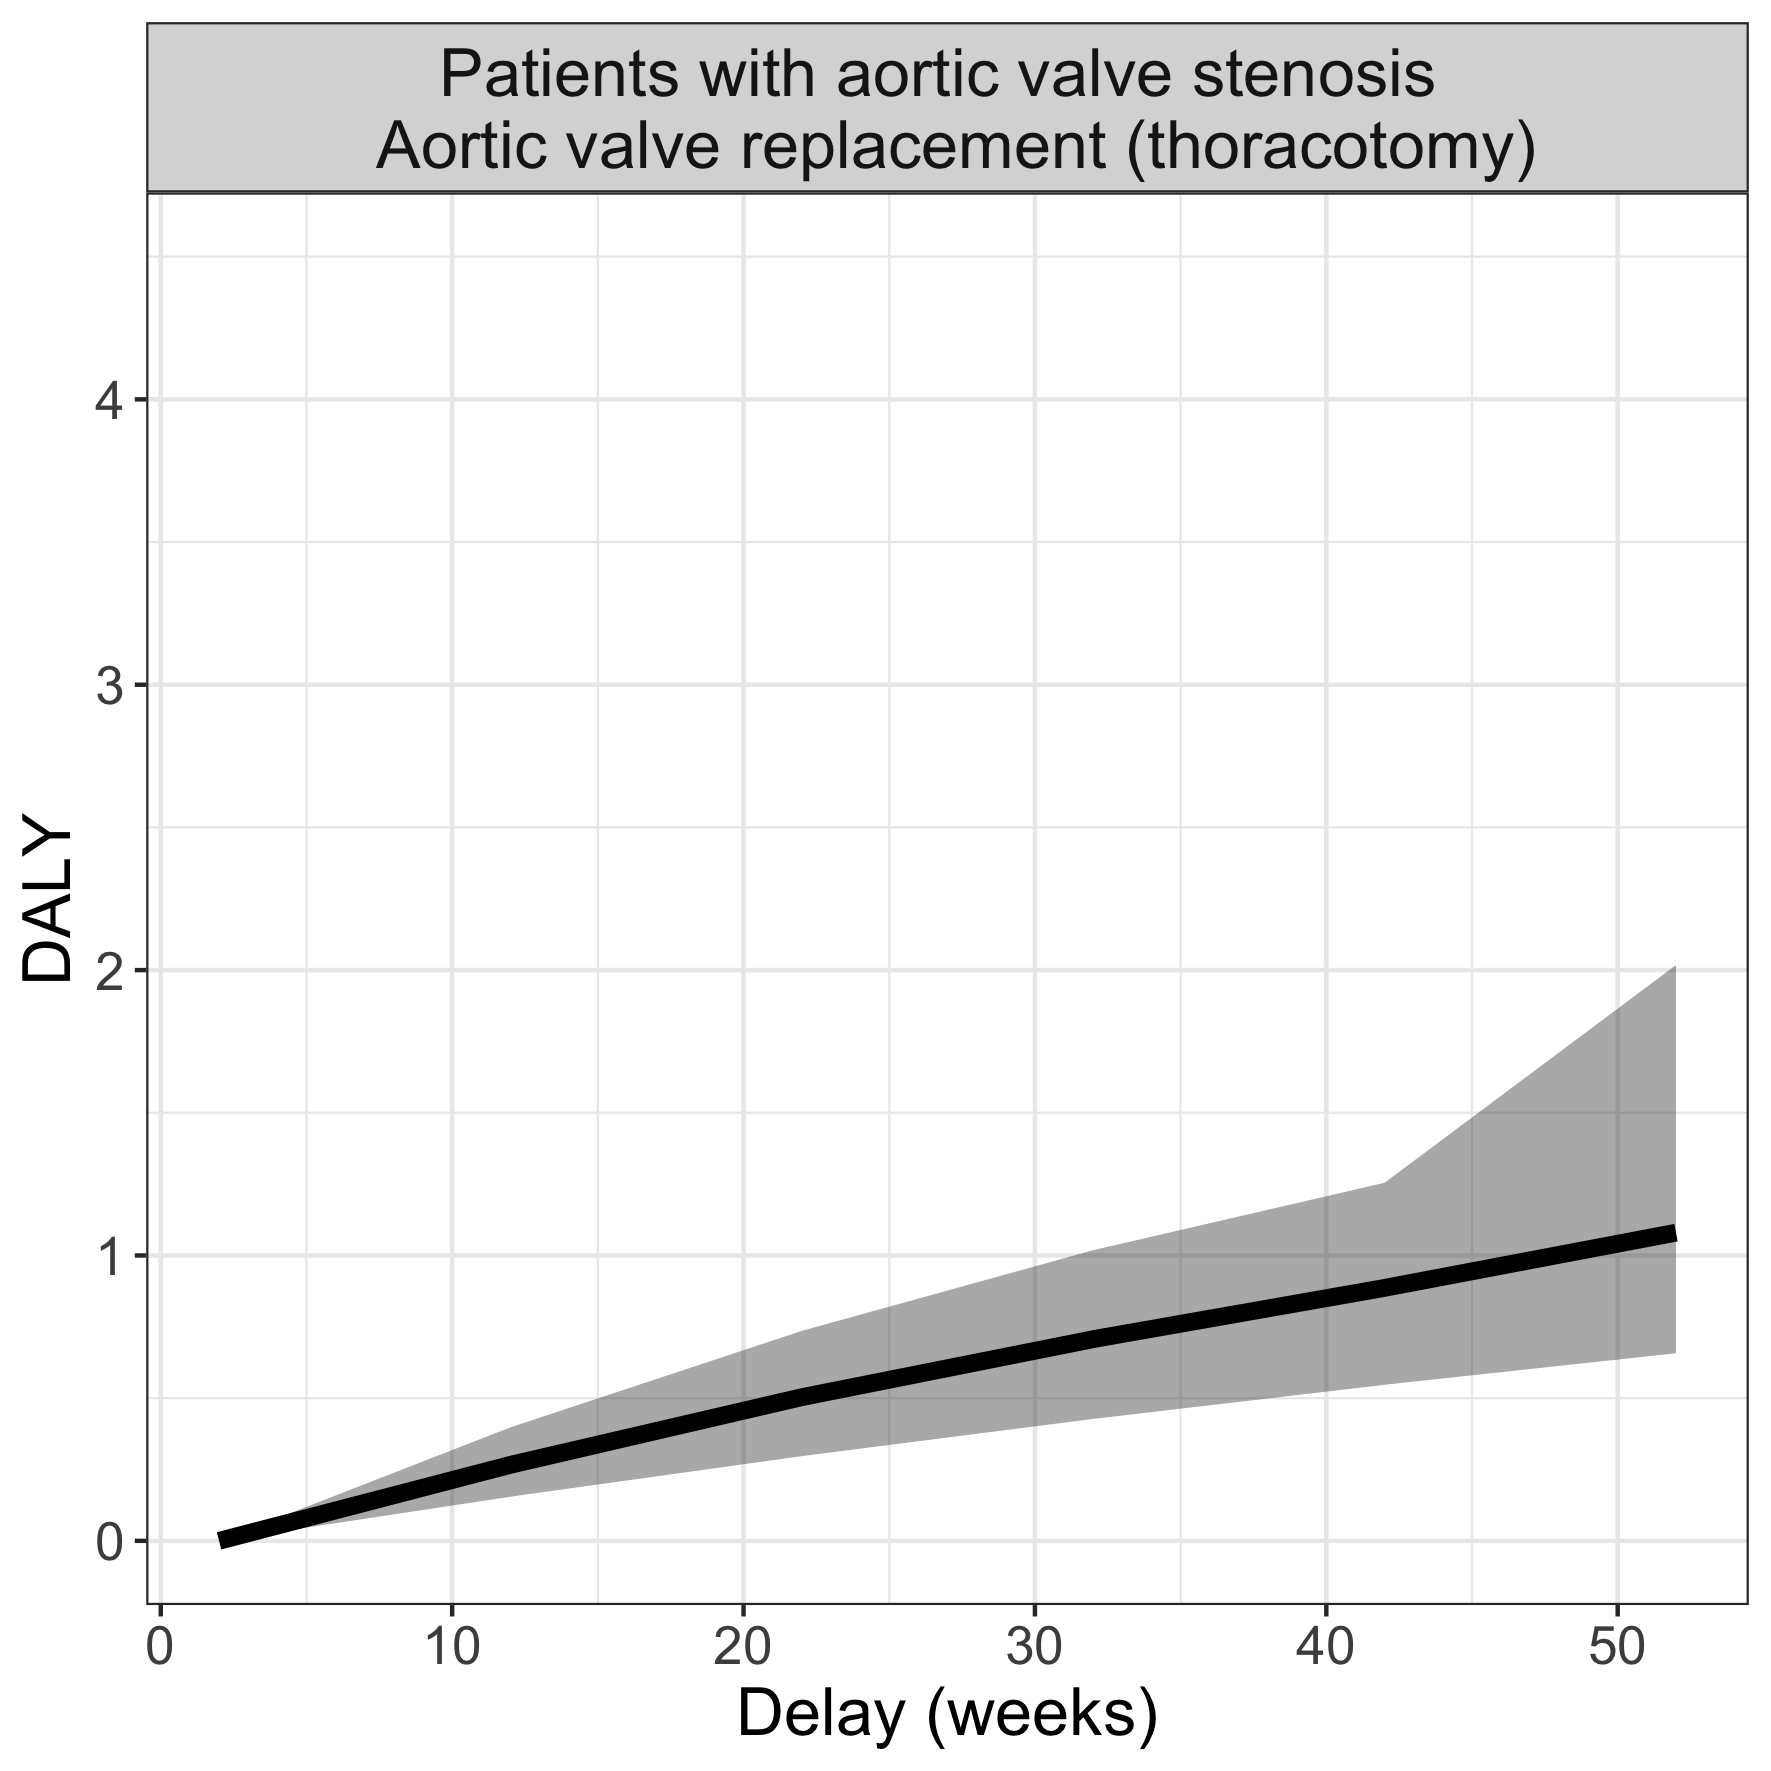 Patients with aortic valve stenosis
Aortic valve replacement (thoracotomy)
DALY
4
3
2
1
0
0 10 20 30 40 50
Delay (weeks)